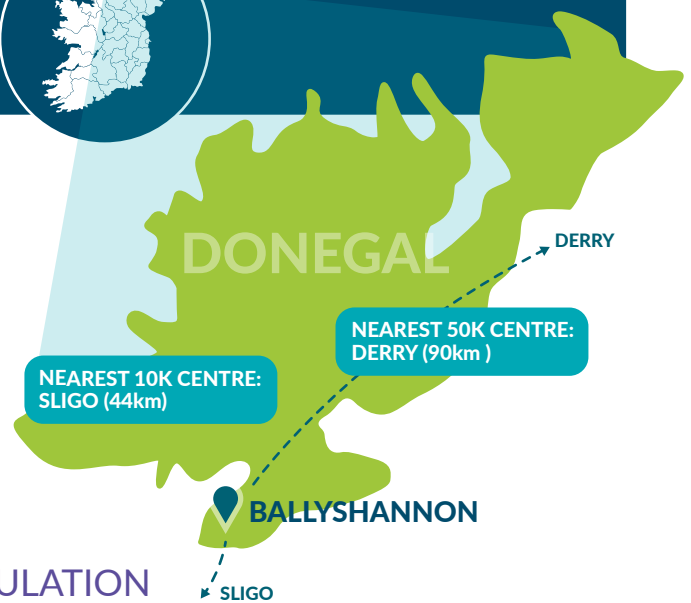 DONEGAL
DERRY
NEAREST 50K CENTRE:
DERRY (90km )
NEAREST 10K CENTRE:
SLIGO (44km)
BALLYSHANNON
ULATION
SLIGO